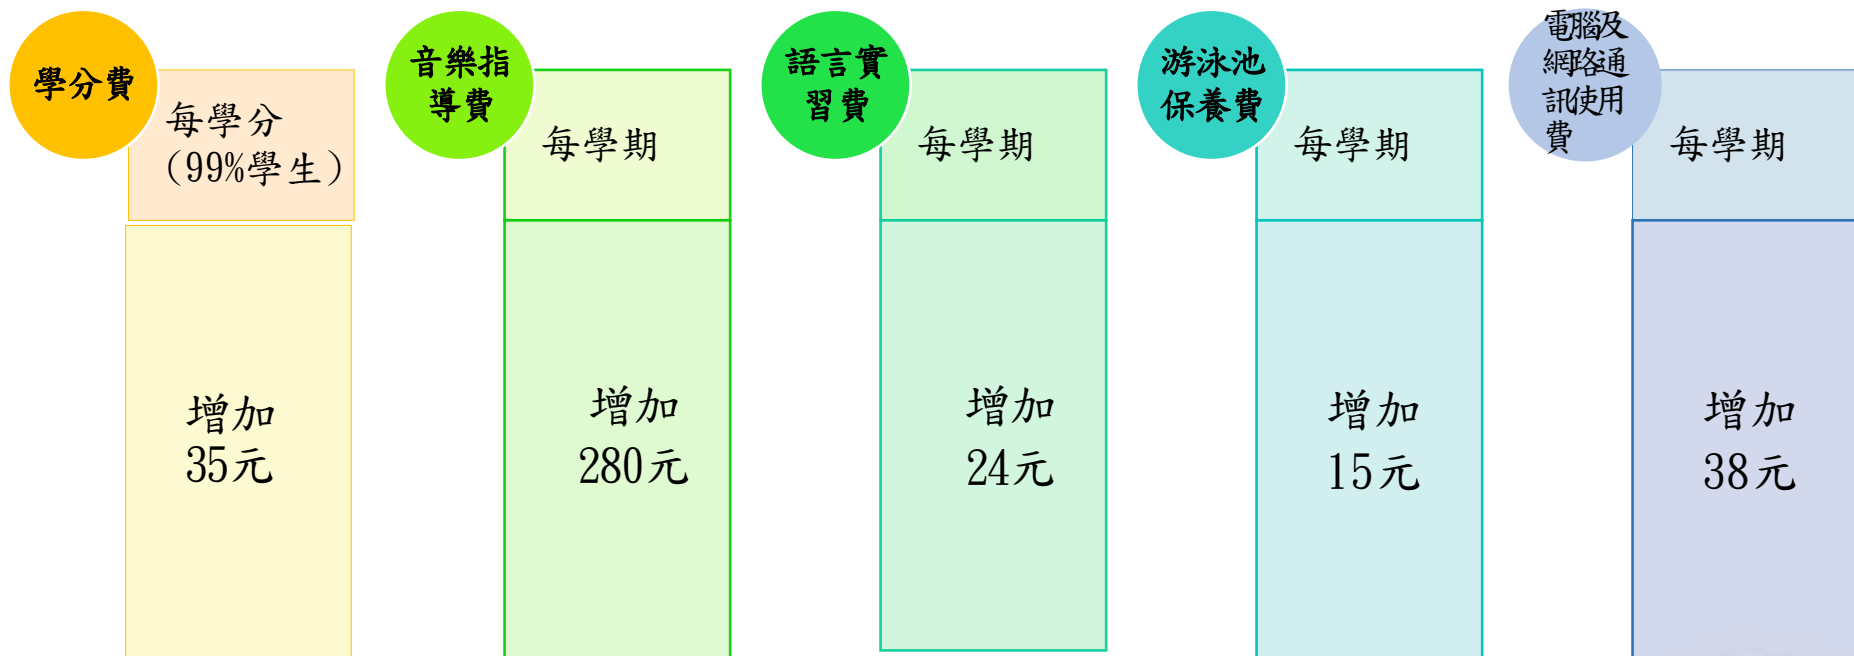 學分費
每學分
(99%學生)
增加
35元
音樂指
導費
每學期
增加
280元
語言實
習費
每學期
增加
24元
游泳池
保養費
每學期
增加
15元
電腦及
網路通
訊使用
費
每學期
增加
38元